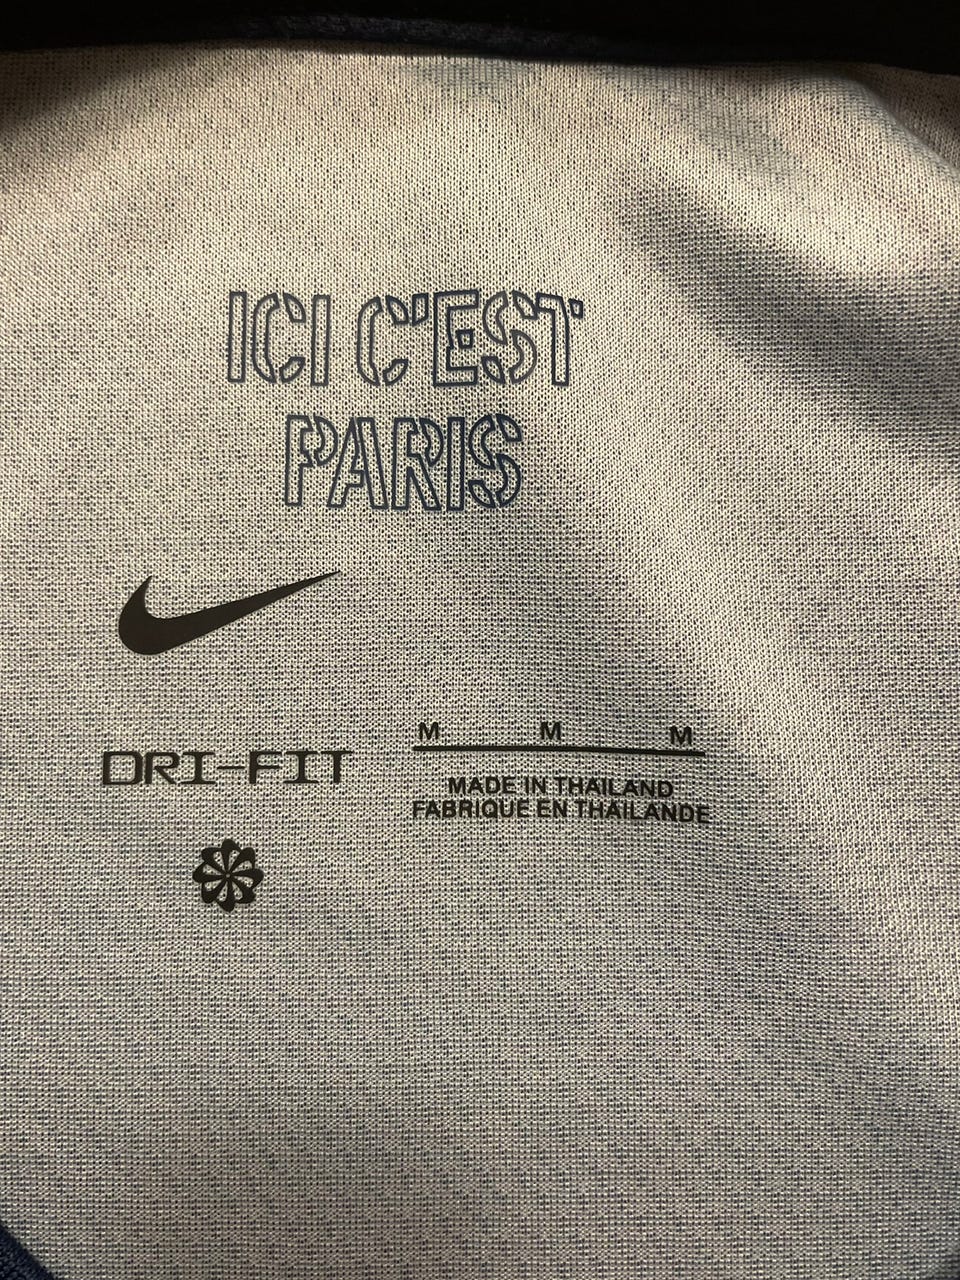 ICI C'EST
PARIS
DRI-FIT
M M M
MADE IN THAILAND
FABRIQUE EN THAILANDE